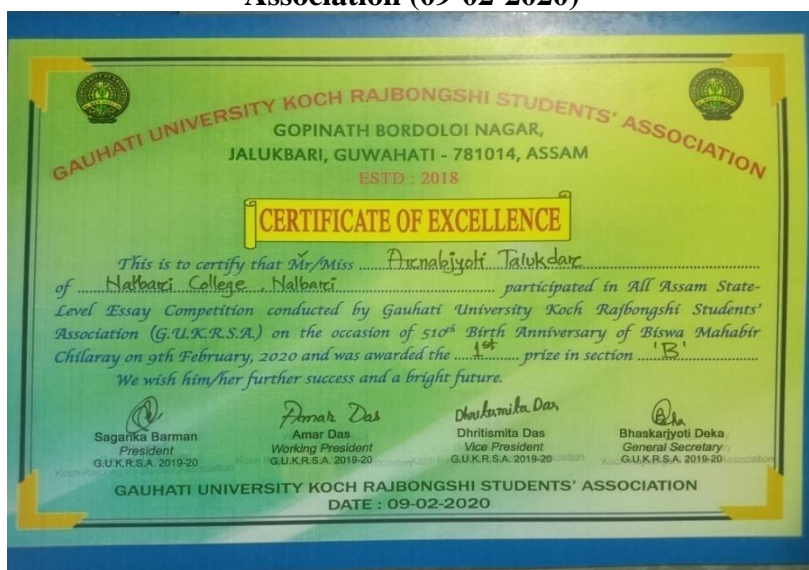 Association (09-02-2020)
GAUHATI UNIVERSITY KOCH RAJBONGSHI STUDENTS' ASSOCIATION
GOPINATH BORDOLOI NAGAR,
JALUKBARI, GUWAHATI - 781014, ASSAM
ESTD : 2018
CERTIFICATE OF EXCELLENCE
This is to certify that Mr/Miss Arnabjyoti Talukdar
of Nalbari College, Nalbari participated in All Assam State-
Level Essay Competition conducted by Gauhati University Koch Rajbongshi Students'
Association (G.U.K.R.S.A.) on the occasion of 510th Birth Anniversary of Biswa Mahabir
Chilaray on 9th February, 2020 and was awarded the 1st prize in section 'B'
We wish him/her further success and a bright future.
Amar Das Dhritismita Das
Sagarika Barman Amar Das Dhritismita Das Bhaskarjyoti Deka
President Working President Vice President General Secretary
G.U.K.R.S.A. 2019-20 G.U.K.R.S.A. 2019-20 G.U.K.R.S.A. 2019-20 G.U.K.R.S.A. 2019-20
GAUHATI UNIVERSITY KOCH RAJBONGSHI STUDENTS' ASSOCIATION
DATE : 09-02-2020